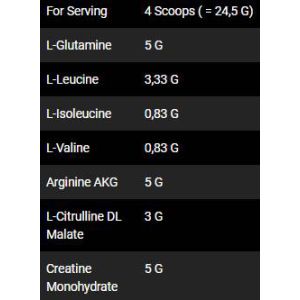 For Serving 4 Scoops ( = 24,5 G)
L-Glutamine 5 G
L-Leucine 3,33 G
L-Isoleucine 0,83 G
L-Valine 0,83 G
Arginine AKG 5 G
L-Citrulline DL 3 G
Malate
Creatine 5 G
Monohydrate